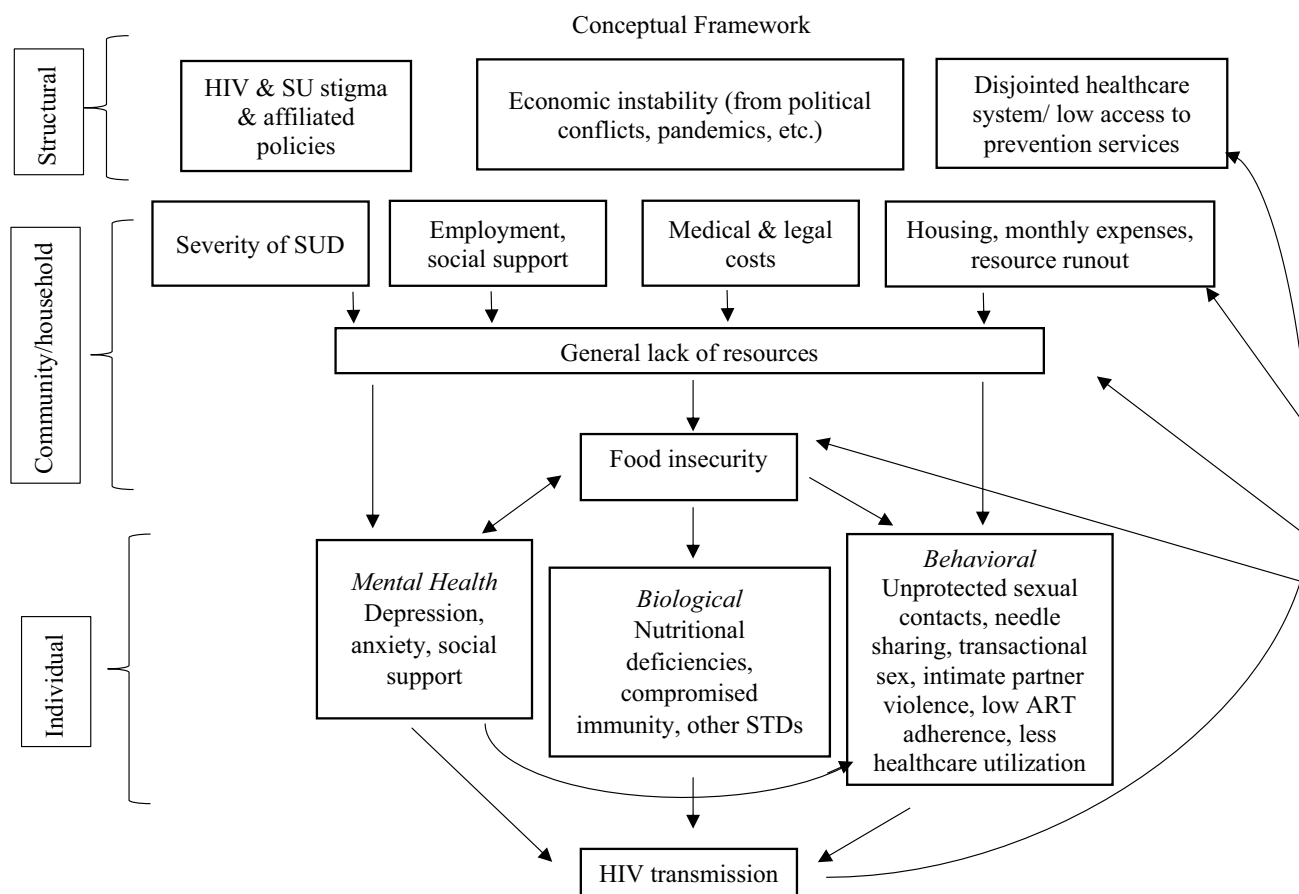 Conceptual Framework
Structural
HIV & SU stigma
& affiliated
policies
Economic instability (from political
conflicts, pandemics, etc.)
Disjointed healthcare
system/ low access to
prevention services
Community/household
Severity of SUD
Employment,
social support
Medical & legal
costs
Housing, monthly expenses,
resource runout
General lack of resources
Food insecurity
Individual
Mental Health
Depression,
anxiety, social
support
Biological
Nutritional
deficiencies,
compromised
immunity, other STDs
Behavioral
Unprotected sexual
contacts, needle
sharing, transactional
sex, intimate partner
violence, low ART
adherence, less
healthcare utilization
HIV transmission